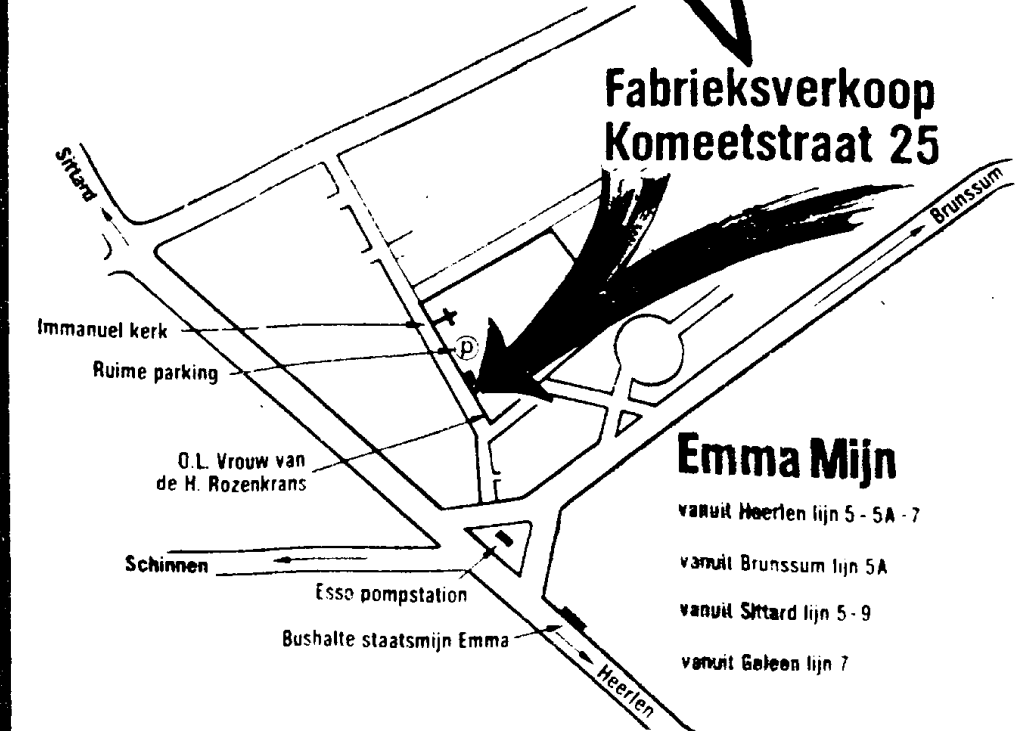 Fabrieksverkoop
Komeetstraat 25
Sittard
Brunssum
Immanuel kerk
p
Ruime parking
O.L. Vrouw van
de H. Rozenkrans
Emma Mijn
vanuit Heerlen lijn 5 - 5A - 7
Schinnen
vanuit Brunssum lijn 5A
Esso pompstation
vanuit Sittard lijn 5 - 9
Bushalte staatsmijn Emma
vanuit Geleen lijn 7
Heerlen